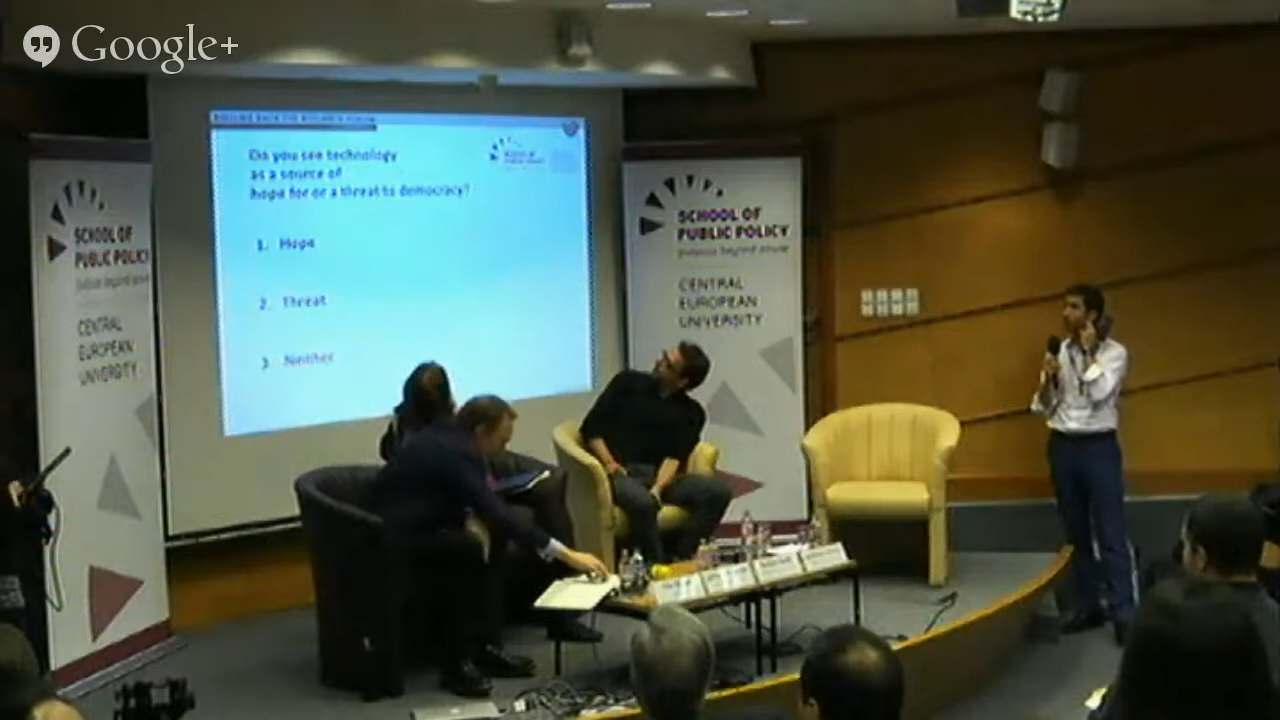 Google+
Do you see technology
as a source of
hope for or a threat to democracy?
1. Hope
2. Threat
3 Neither
SCHOOL OF
PUBLIC POLICY
CENTRAL
EUROPEAN
UNIVERSITY
SCHOOL OF
PUBLIC POLICY
CENTRAL
EUROPEAN
UNIVERSITY